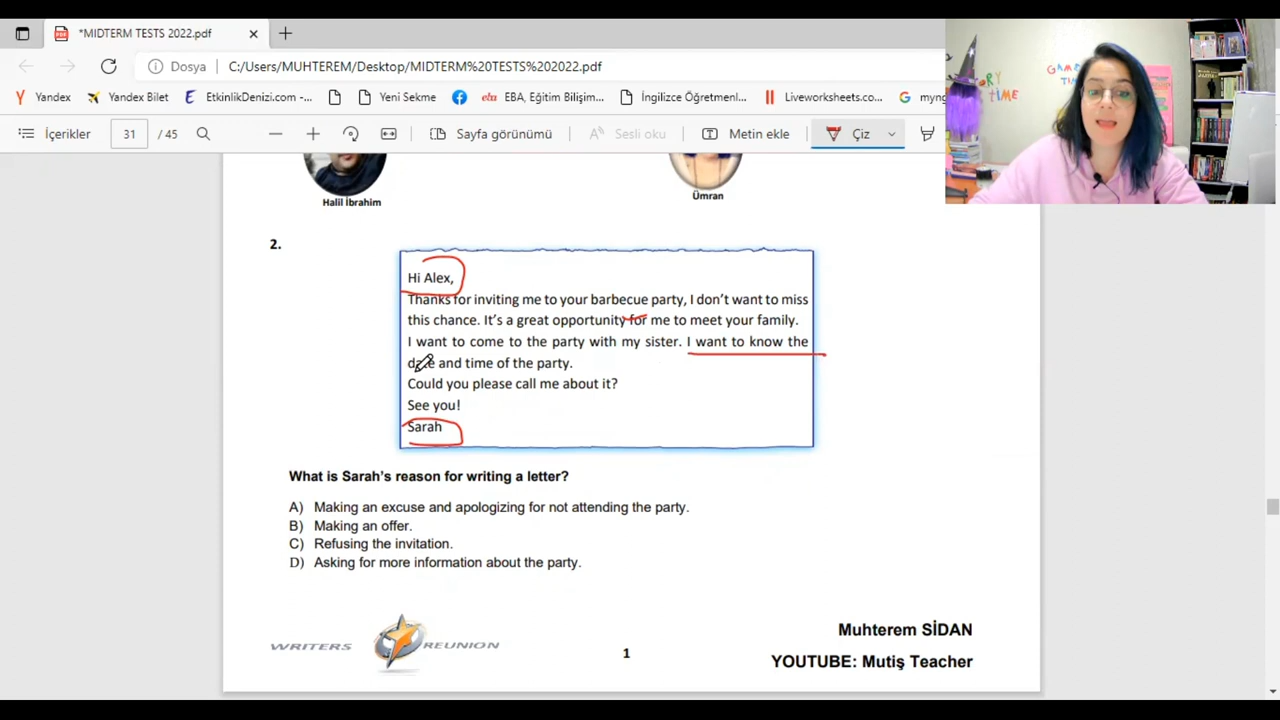 *MIDTERM TESTS 2022.pdf
Dosya C:/Users/MUHTEREM/Desktop/MIDTERM%20TESTS%202022.pdf
Yandex Yandex Bilet EtkinlikDenizi.com -... Yeni Sekme EBA, Eğitim Bilişim... İngilizce Öğretmenl... Liveworksheets.co... myng
İçerikler 31 / 45 Sayfa görünümü Sesli oku Metin ekle Çiz
GAME
TIME
TIME
Halil İbrahim Ümran
2.
Hi Alex,
Thanks for inviting me to your barbecue party, I don't want to miss
this chance. It's a great opportunity for me to meet your family.
I want to come to the party with my sister. I want to know the
date and time of the party.
Could you please call me about it?
See you!
Sarah
What is Sarah's reason for writing a letter?
A) Making an excuse and apologizing for not attending the party.
B) Making an offer.
C) Refusing the invitation.
D) Asking for more information about the party.
WRITERS REUNION
1
Muhterem SİDAN
YOUTUBE: Mutiş Teacher